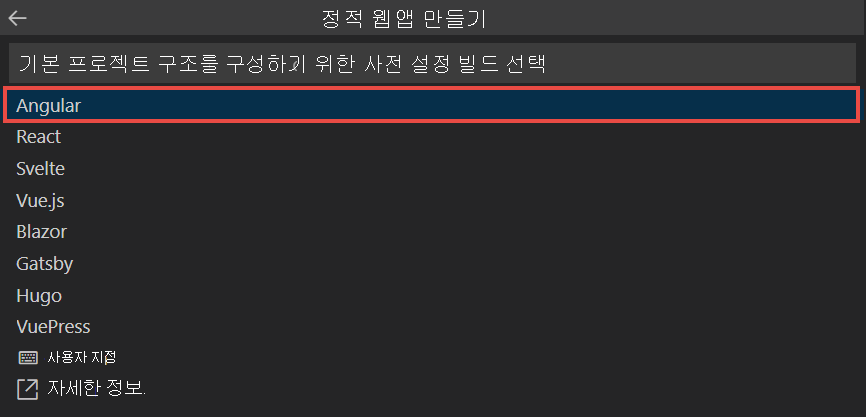 정적 웹앱 만들기
기본 프로젝트 구조를 구성하기 위한 사전 설정 빌드 선택
Angular
React
Svelte
Vue.js
Blazor
Gatsby
Hugo
VuePress
사용자 지정
자세한 정보.